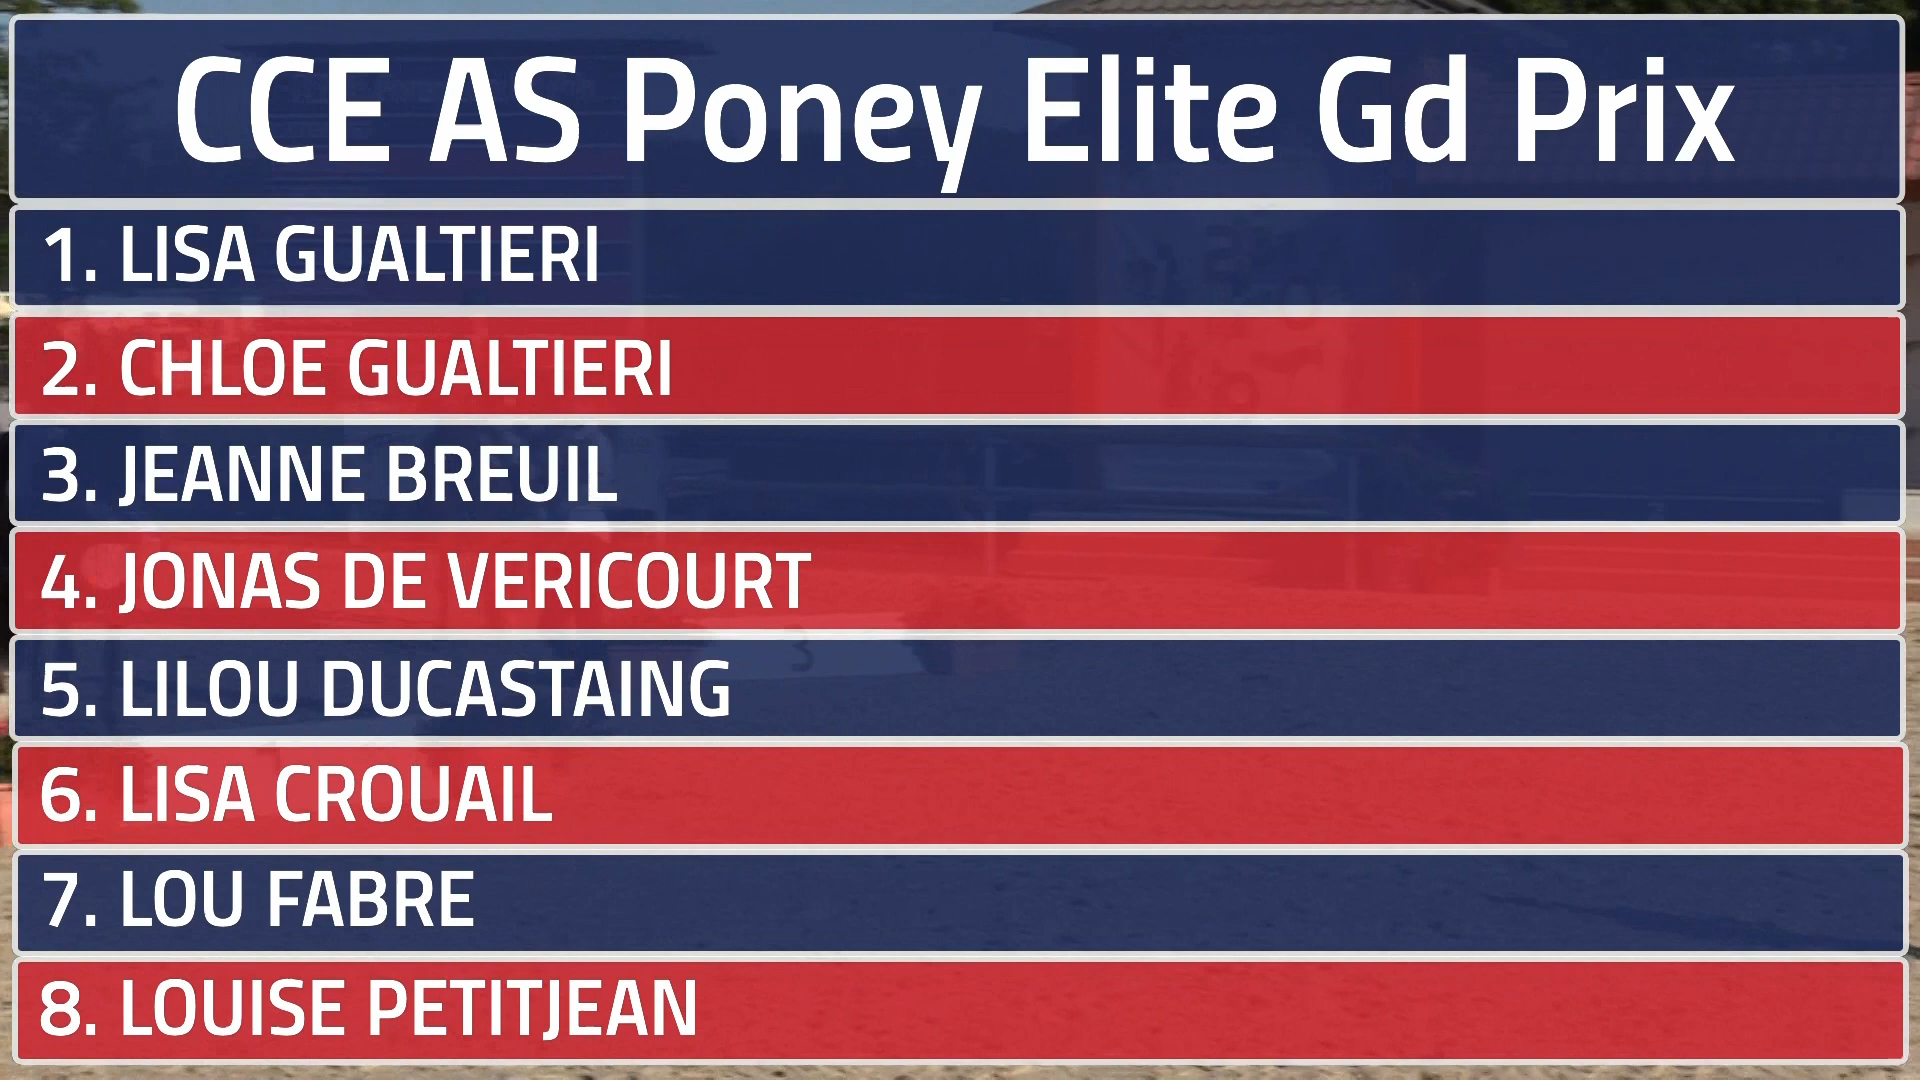 CCE AS Poney Elite Gd Prix
1. LISA GUALTIERI
2. CHLOE GUALTIERI
3. JEANNE BREUIL
4. JONAS DE VERICOURT
5. LILOU DUCASTAING
6. LISA CROUAIL
7. LOU FABRE
8. LOUISE PETITJEAN